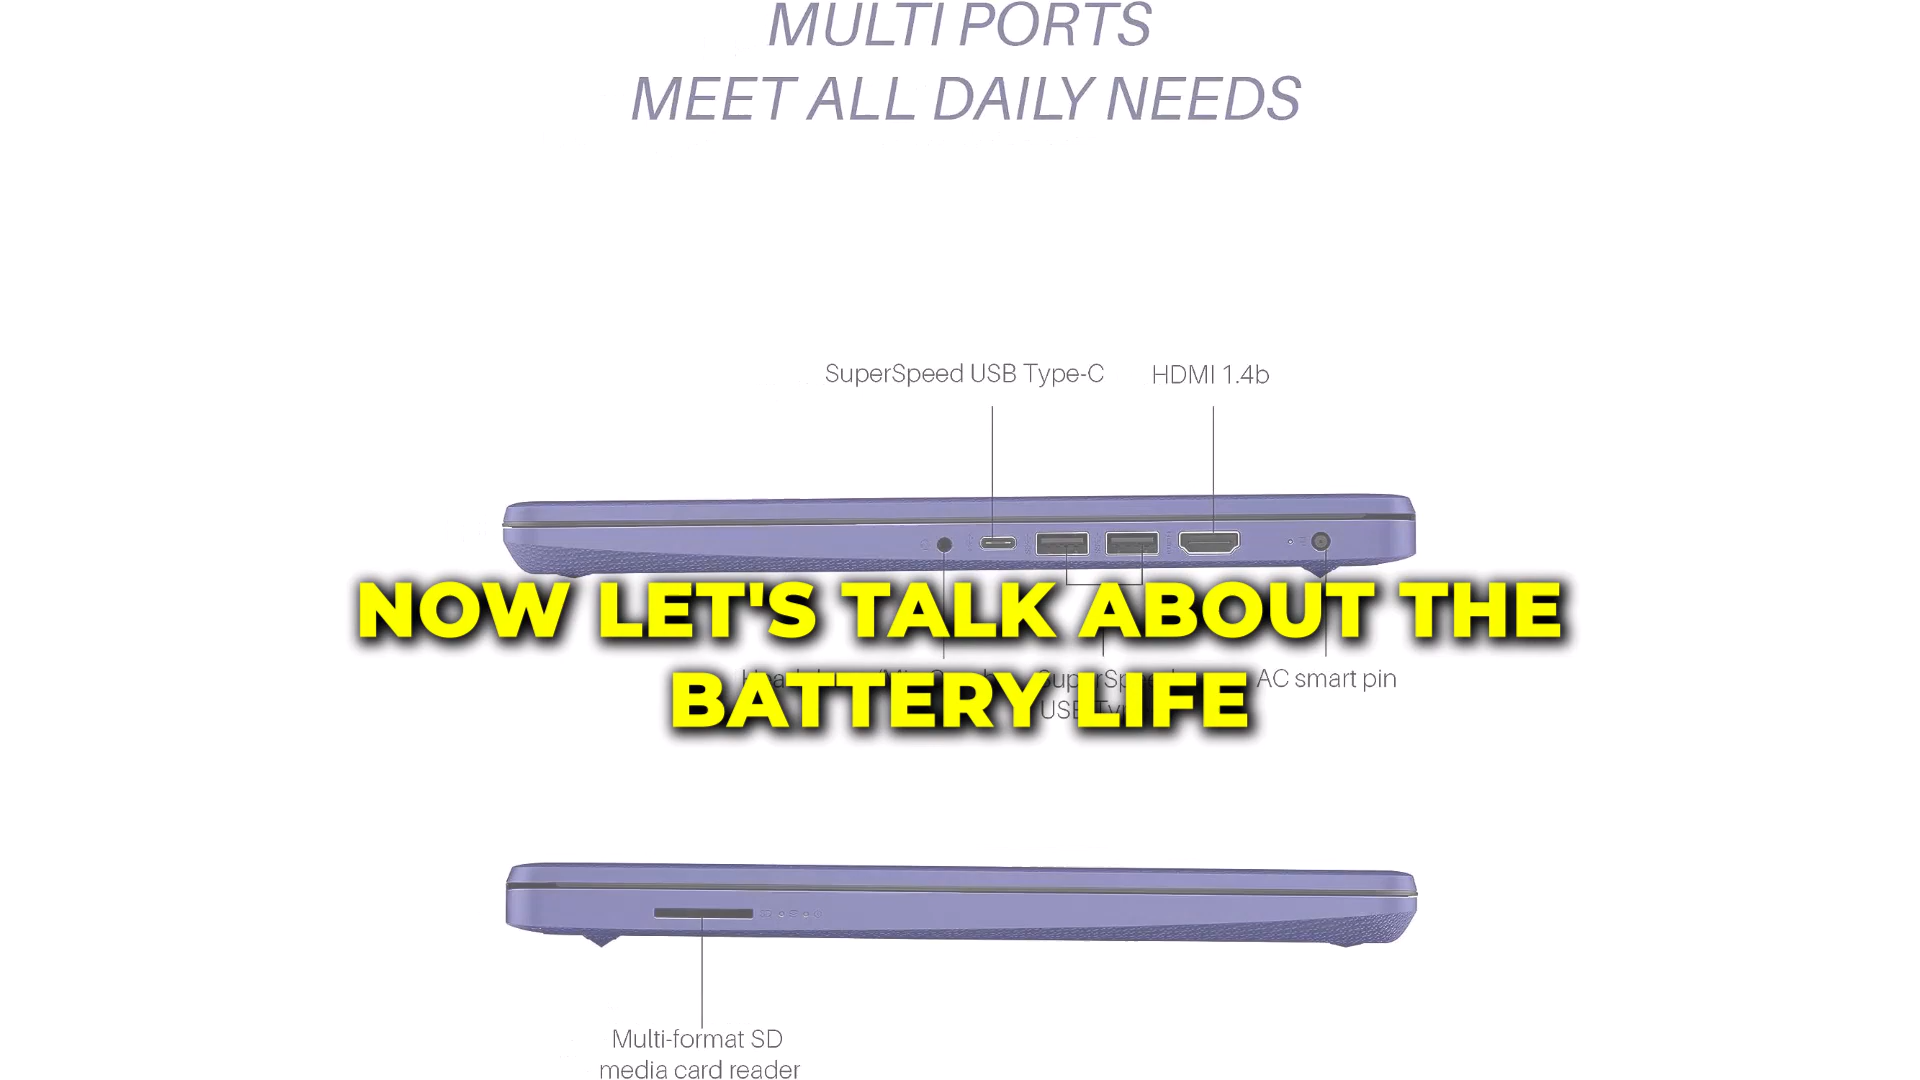 MULTI PORTS
MEET ALL DAILY NEEDS
SuperSpeed USB Type-C
HDMI 1.4b
NOW LET'S TALK ABOUT THE
BATTERY LIFE
AC smart pin
USB
Multi-format SD
media card reader